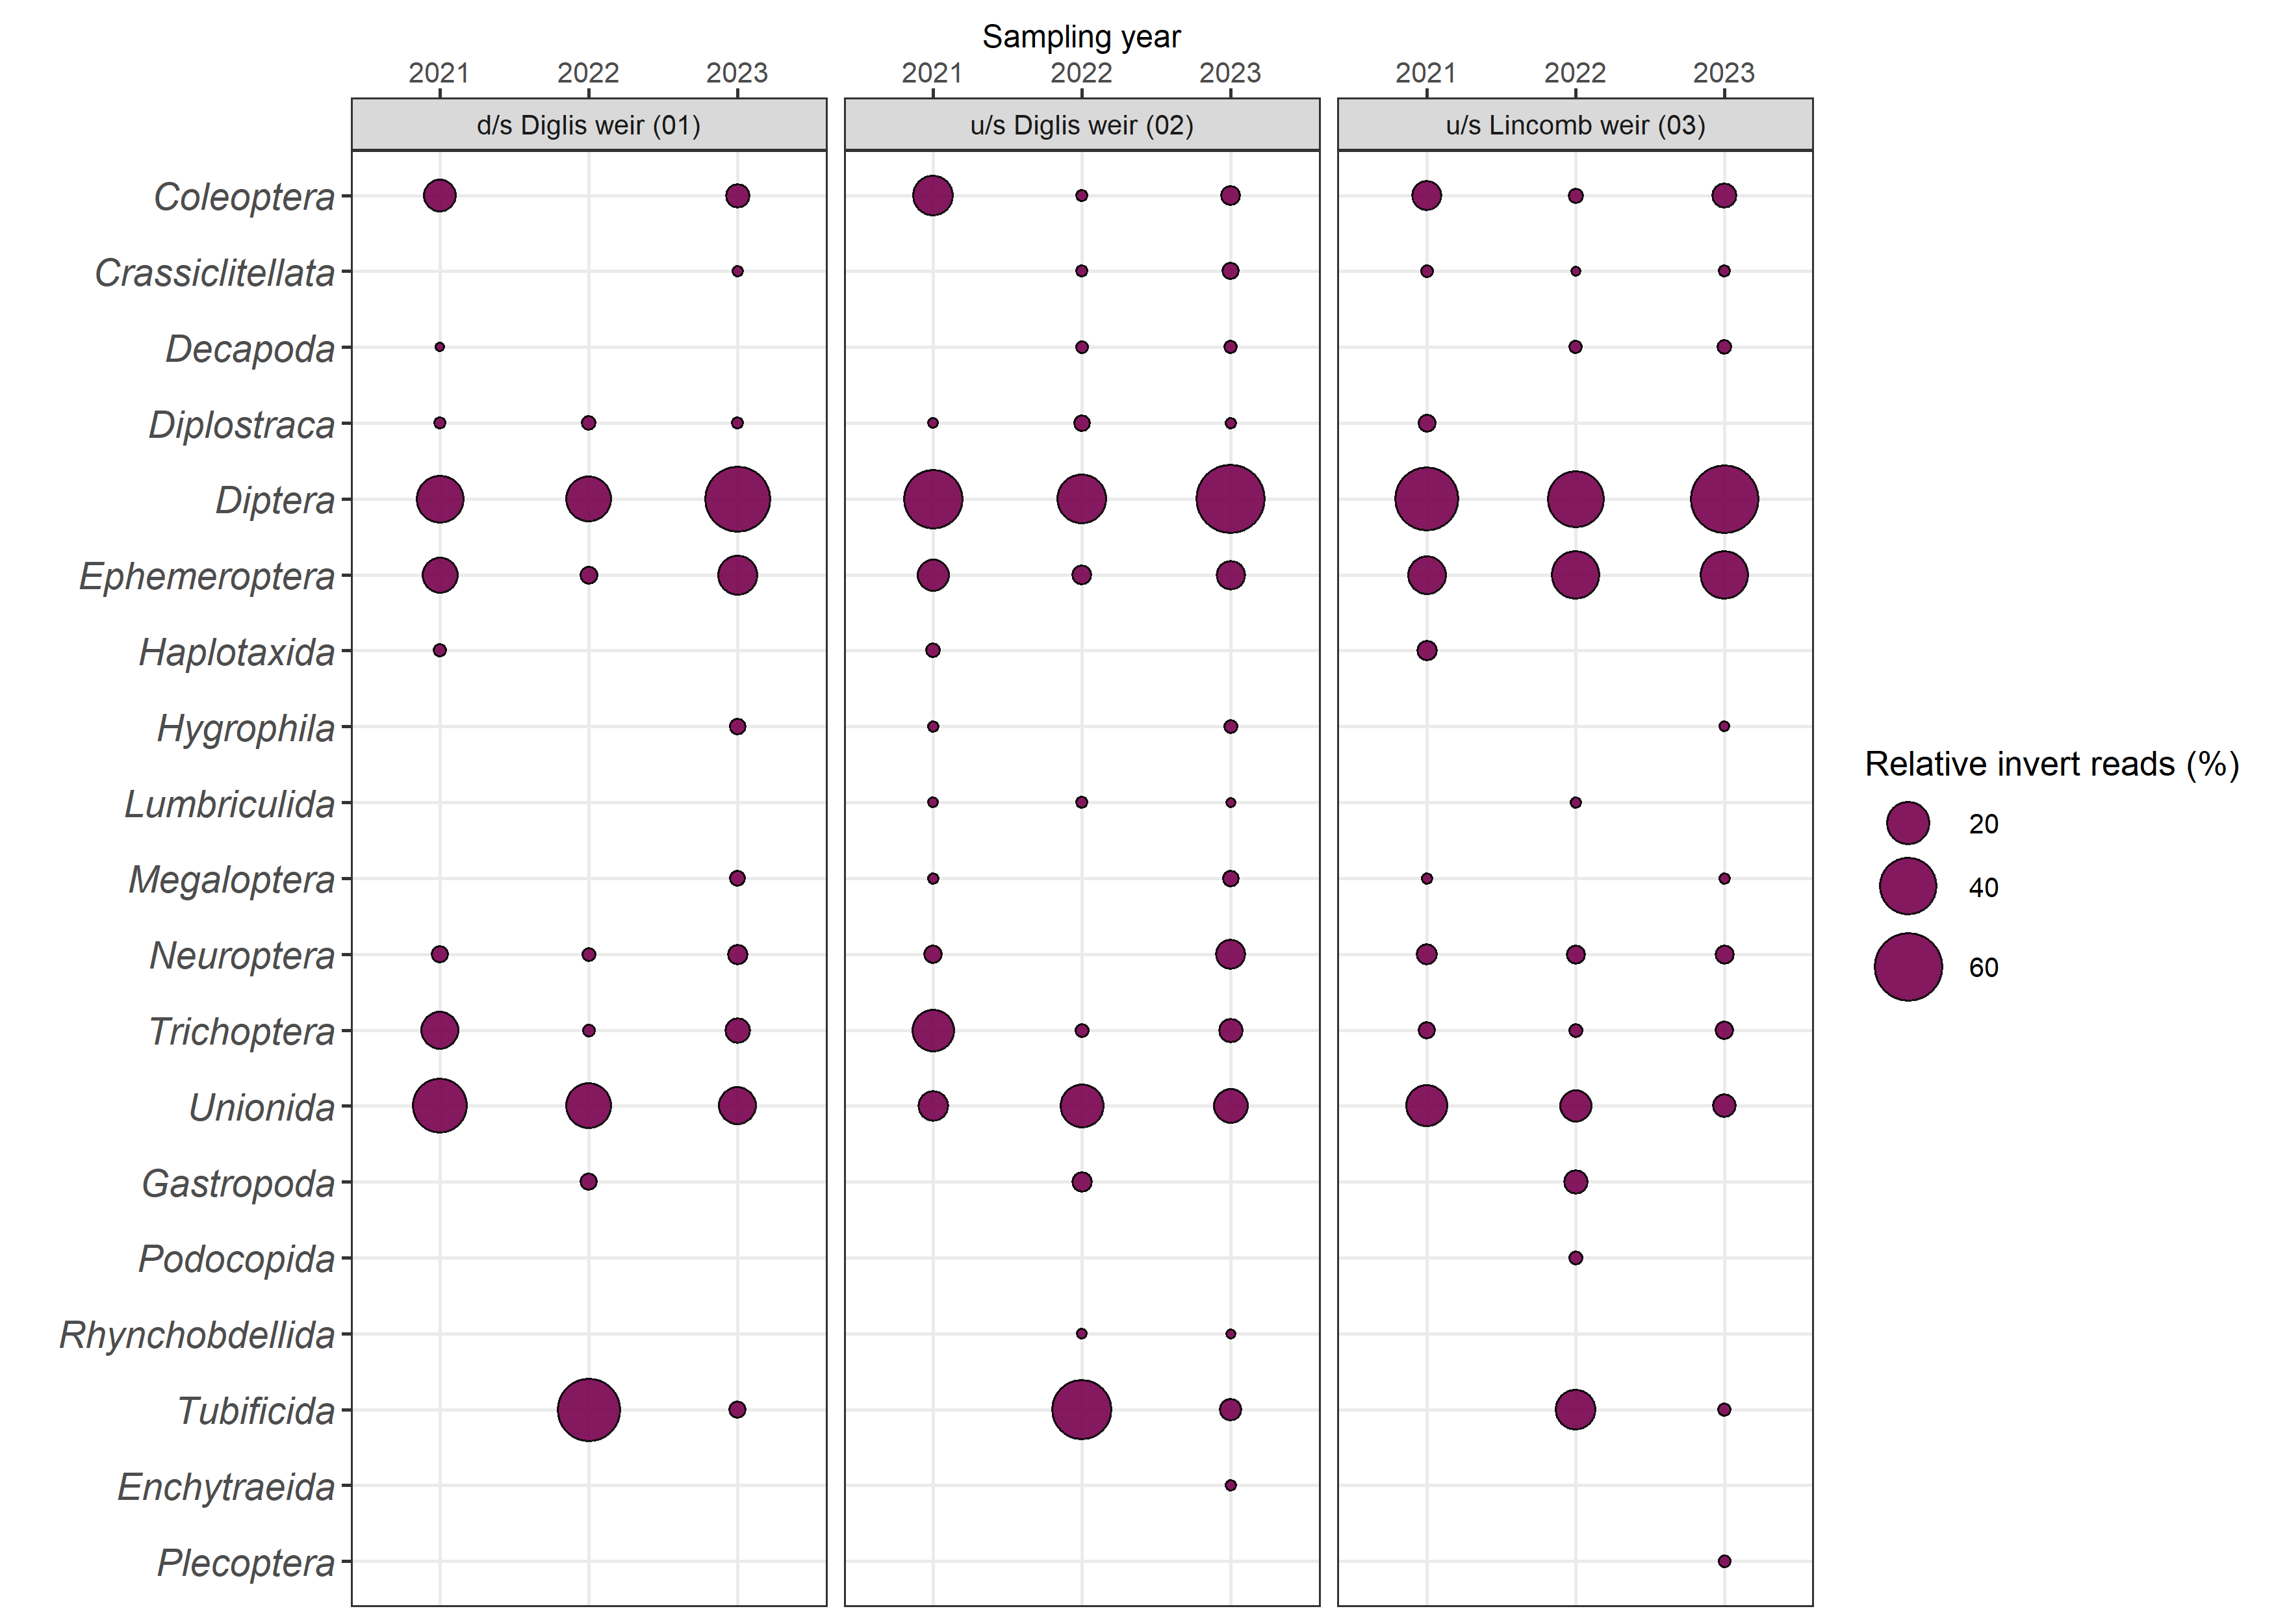 Sampling year
2021 2022 2023 2021 2022 2023 2021 2022 2023
d/s Diglis weir (01) u/s Diglis weir (02) u/s Lincomb weir (03)
Coleoptera
Crassiclitellata
Decapoda
Diplostraca
Diptera
Ephemeroptera
Haplotaxida
Hygrophila
Lumbriculida
Megaloptera
Neuroptera
Trichoptera
Unionida
Gastropoda
Podocopida
Rhynchobdellida
Tubificida
Enchytraeida
Plecoptera
Relative invert reads (%)
20
40
60